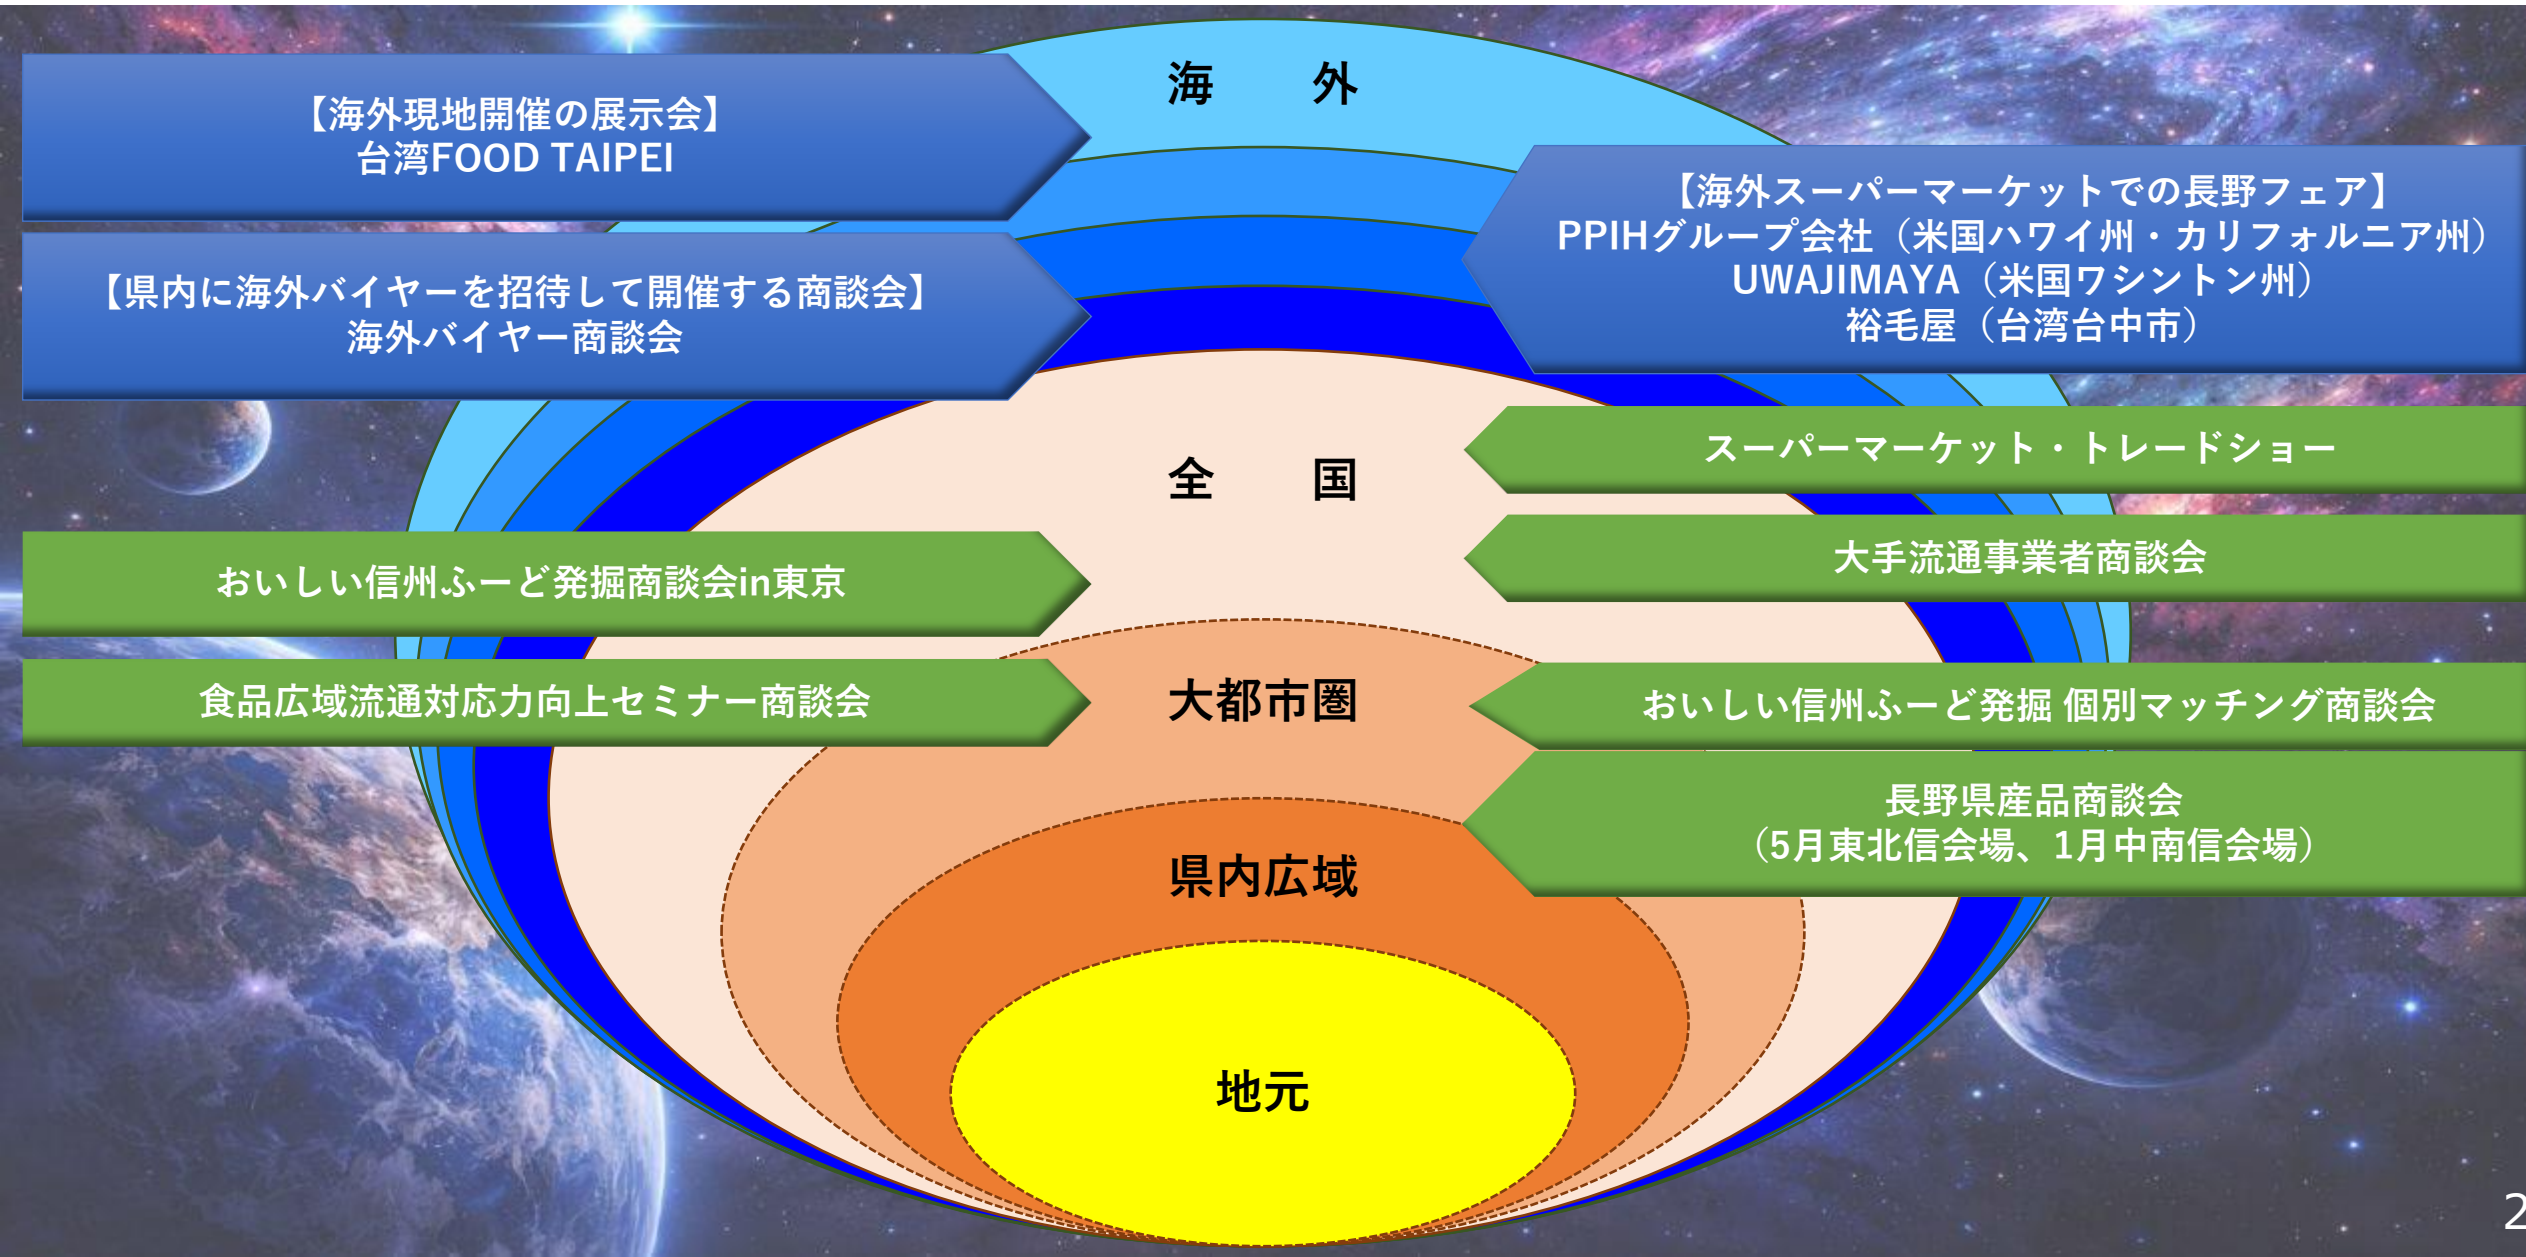 海　　外
【海外現地開催の展示会】
台湾FOOD TAIPEI
【海外スーパーマーケットでの長野フェア】
PPIHグループ会社（米国ハワイ州・カリフォルニア州）
UWAJIMAYA（米国ワシントン州）
裕毛屋（台湾台中市）
【県内に海外バイヤーを招待して開催する商談会】
海外バイヤー商談会
全　　国
スーパーマーケット・トレードショー
大手流通事業者商談会
おいしい信州ふーど発掘商談会in東京
大都市圏
食品広域流通対応力向上セミナー商談会
おいしい信州ふーど発掘 個別マッチング商談会
長野県産品商談会
（5月東北信会場、1月中南信会場）
県内広域
地元
2